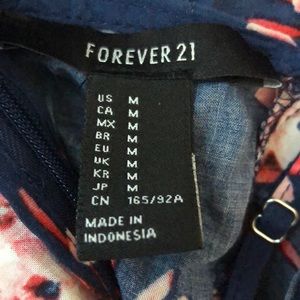 FOREVER 21
US M
CA M
MX M
BR M
EU M
UK M
KR M
JP M
CN 165/92A
MADE IN
INDONESIA